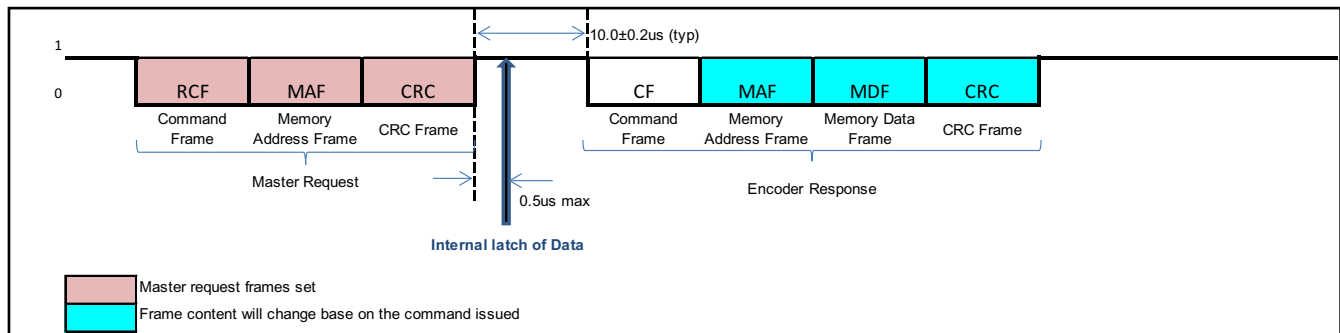 10.0±0.2us (typ)
1
0
RCF MAF CRC CF MAF MDF CRC
Command Frame Memory Address Frame CRC Frame Command Frame Memory Address Frame Memory Data Frame CRC Frame
Master Request
Encoder Response
0.5us max
Internal latch of Data
Master request frames set
Frame content will change base on the command issued